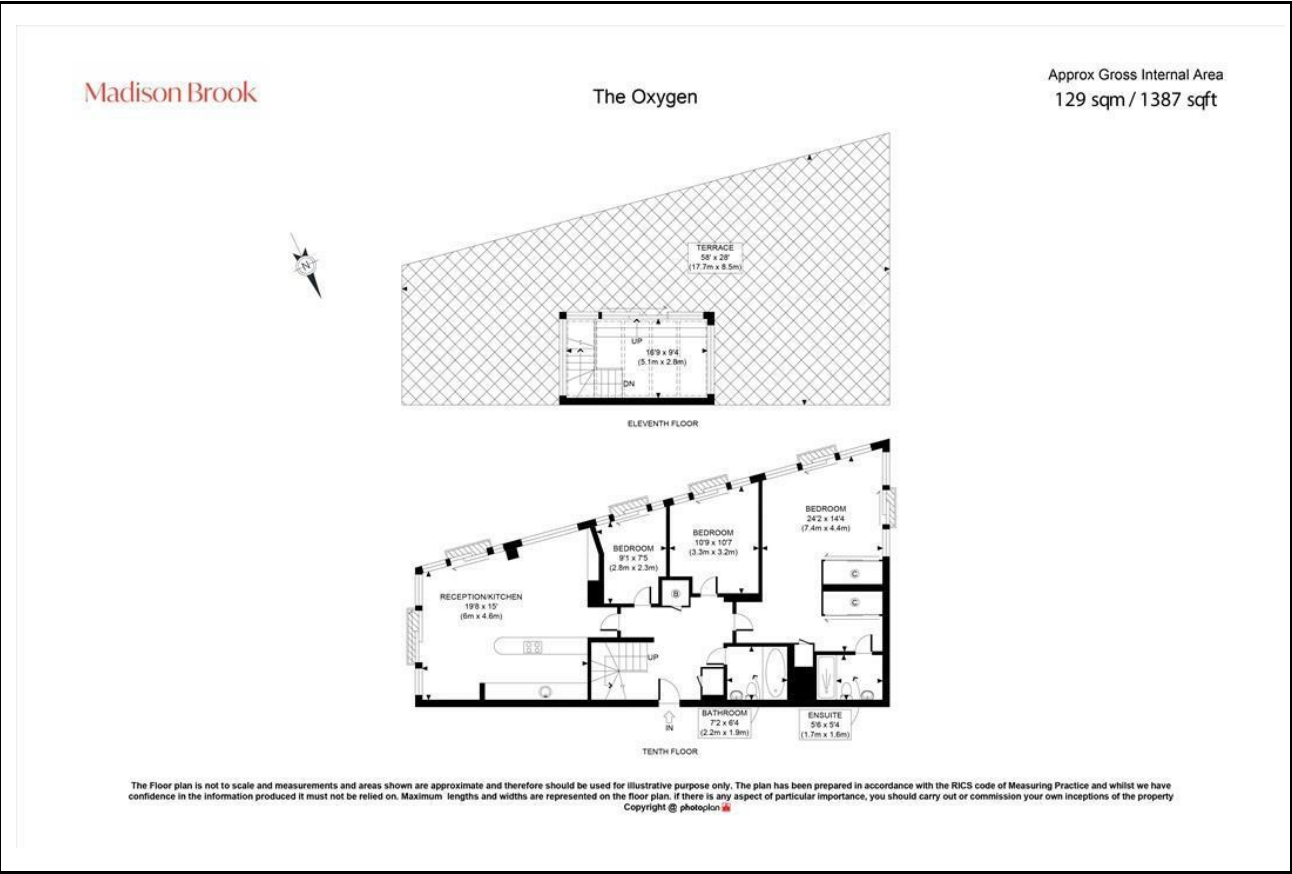 Madison Brook
The Oxygen
Approx Gross Internal Area
129 sqm / 1387 sqft
N
TERRACE
58' x 28'
(17.7m x 8.5m)
UP
16'9 x 9'4
(5.1m x 2.8m)
DN
ELEVENTH FLOOR
BEDROOM
24'2 x 14'4
(7.4m x 4.4m)
BEDROOM
10'9 x 10'7
(3.3m x 3.2m)
BEDROOM
9'1 x 7'5
(2.8m x 2.3m)
C
B
C
RECEPTION/KITCHEN
19'8 x 15'
(6m x 4.6m)
UP
IN
BATHROOM
7'2 x 6'4
(2.2m x 1.9m)
ENSUITE
5'6 x 5'4
(1.7m x 1.6m)
TENTH FLOOR
The Floor plan is not to scale and measurements and areas shown are approximate and therefore should be used for illustrative purpose only. The plan has been prepared in accordance with the RICS code of Measuring Practice and whilst we have
confidence in the information produced it must not be relied on. Maximum lengths and widths are represented on the floor plan. if there is any aspect of particular importance, you should carry out or commission your own inceptions of the property
Copyright @ photoplan